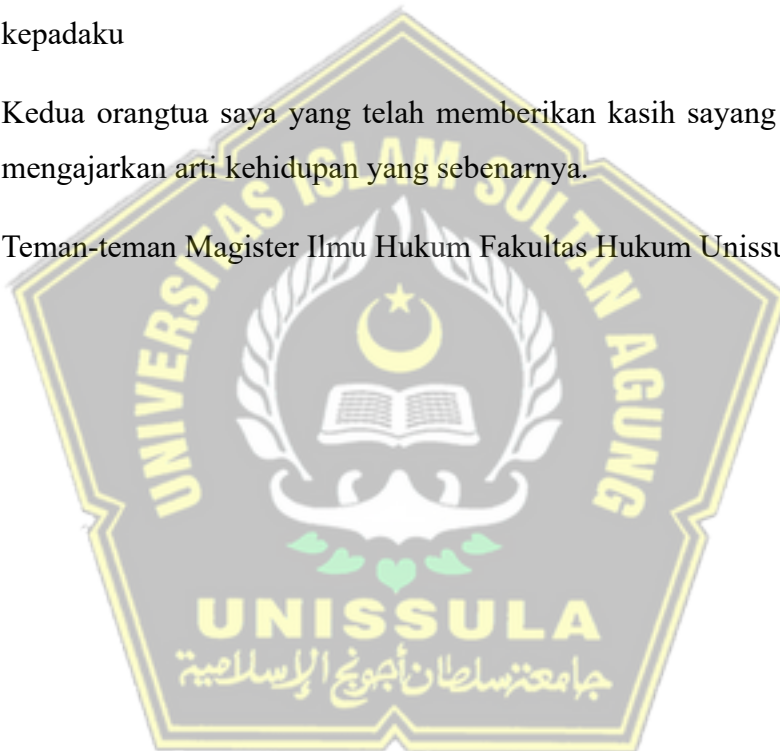 kepadaku
Kedua orangtua saya yang telah memberikan kasih sayang
mengajarkan arti kehidupan yang sebenarnya.
Teman-teman Magister Ilmu Hukum Fakultas Hukum
UNIVERSITAS ISLAM SULTAN AGUNG
UNISSULA
جامعة سلطان أجونج الإسلامية